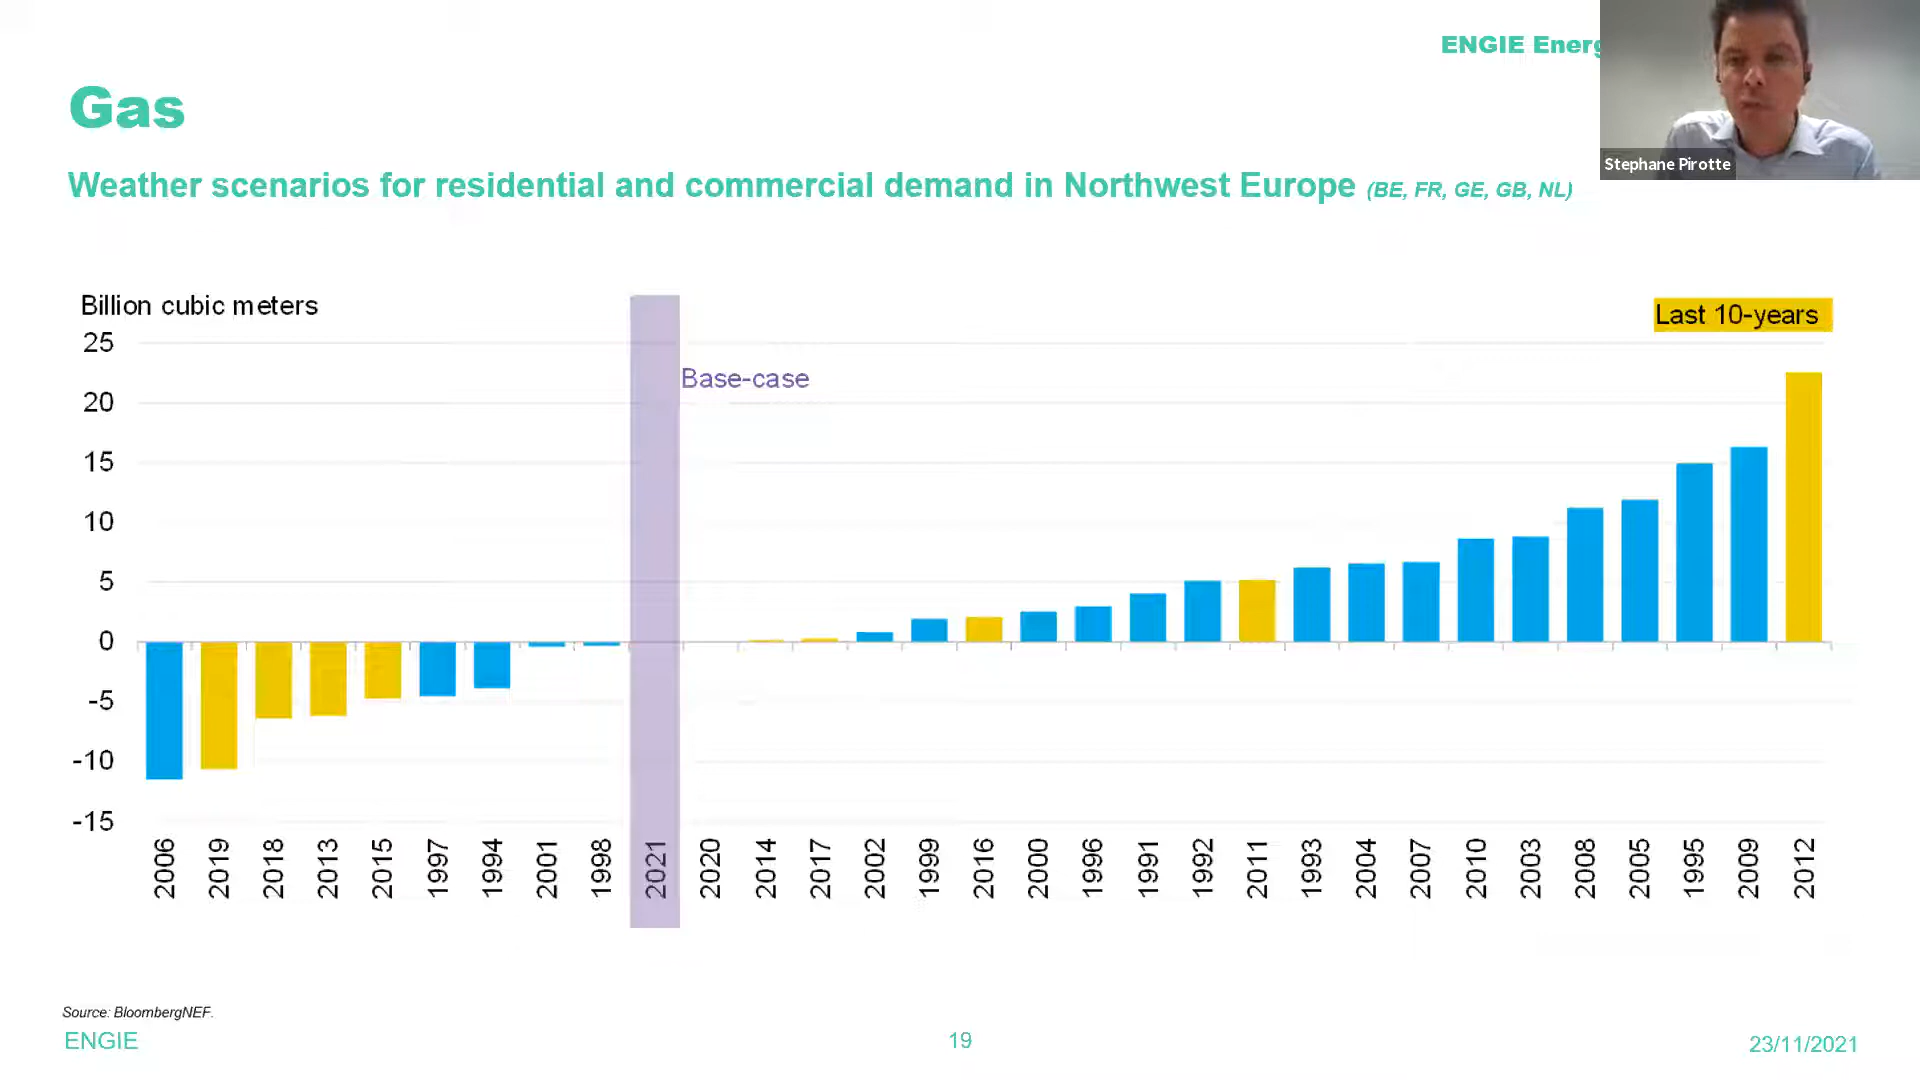 ENGIE Energ
Stephane Pirotte
Gas
Weather scenarios for residential and commercial demand in Northwest Europe (BE, FR, GE, GB, NL)
Billion cubic meters
Last 10-years
Base-case
25
20
15
10
5
0
-5
-10
-15
2006 2019 2018 2013 2015 1997 1994 2001 1998 2021 2020 2014 2017 2002 1999 2016 2000 1996 1991 1992 2011 1993 2004 2007 2010 2003 2008 2005 1995 2009 2012
Source: BloombergNEF.
ENGIE 19 23/11/2021